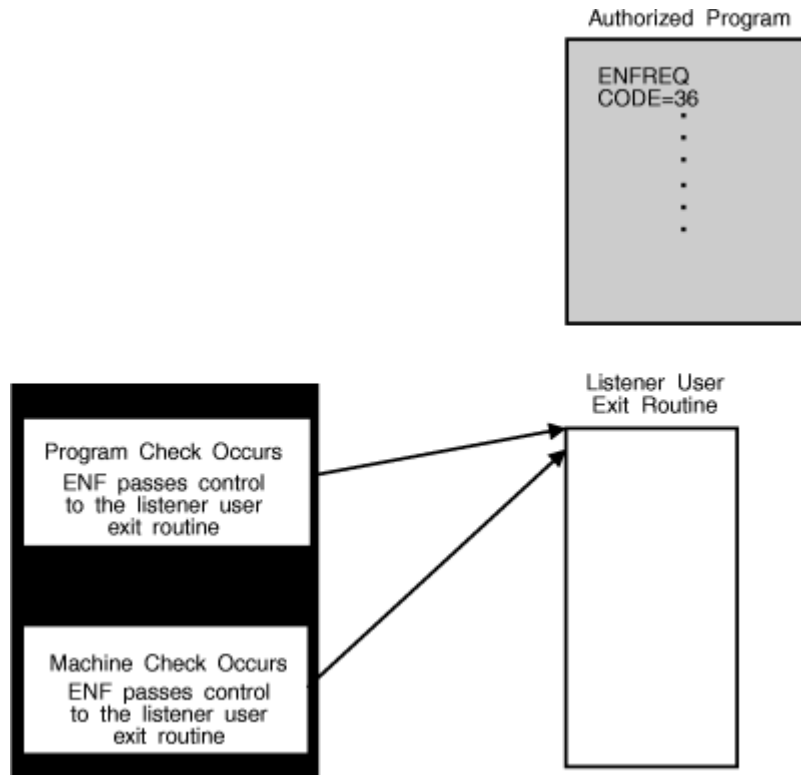 Authorized Program
ENFREQ
CODE=36
Listener User
Exit Routine
Program Check Occurs
ENF passes control
to the listener user
exit routine
Machine Check Occurs
ENF passes control
to the listener user
exit routine